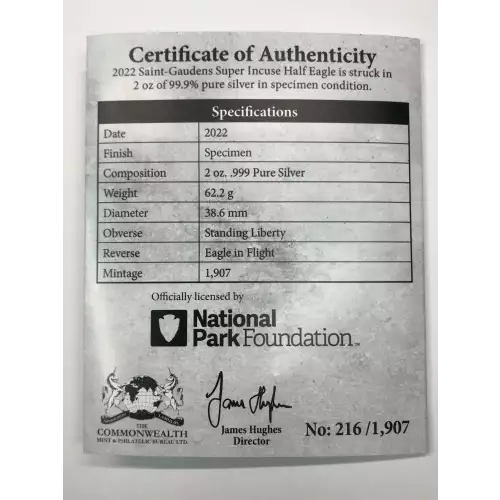 Certificate of Authenticity
2022 Saint-Gaudens Super Incuse Half Eagle is struck in
2 oz of 99.9% pure silver in specimen condition.
Specifications
Date 2022
Finish Specimen
Composition 2 oz. .999 Pure Silver
Weight 62.2 g
Diameter 38.6 mm
Obverse Standing Liberty
Reverse Eagle in Flight
Mintage 1,907
Officially licensed by
National
Park Foundation™
James Hughes
THE
COMMONWEALTH
MINT & PHILATELIC BUREAU LTD.
James Hughes
Director
No: 216 /1,907